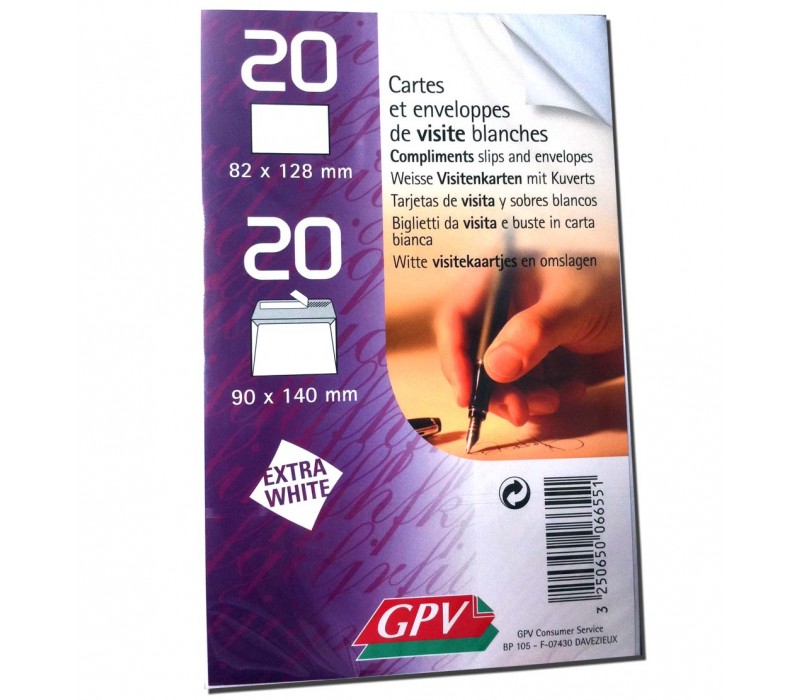 20
82 x 128 mm
20
90 x 140 mm
EXTRA
WHITE
Cartes
et enveloppes
de visite blanches
Compliments slips and envelopes
Weisse Visitenkarten mit Kuverts
Tarjetas de visita y sobres blancos
Biglietti da visita e buste in carta
bianca
Witte visitekaartjes en omslagen
3 250650 066551
GPV
GPV Consumer Service
BP 105 - F-07430 DAVEZIEUX